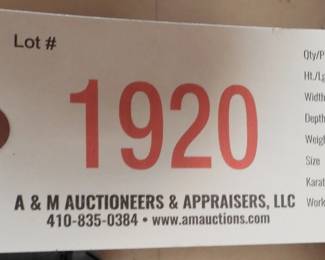 Lot #
1920
A & M AUCTIONEERS & APPRAISERS, LLC
410-835-0384 • www.amauctions.com
Qty/P
Ht./Lg
Width
Depth
Weigh
Size
Karat
Work